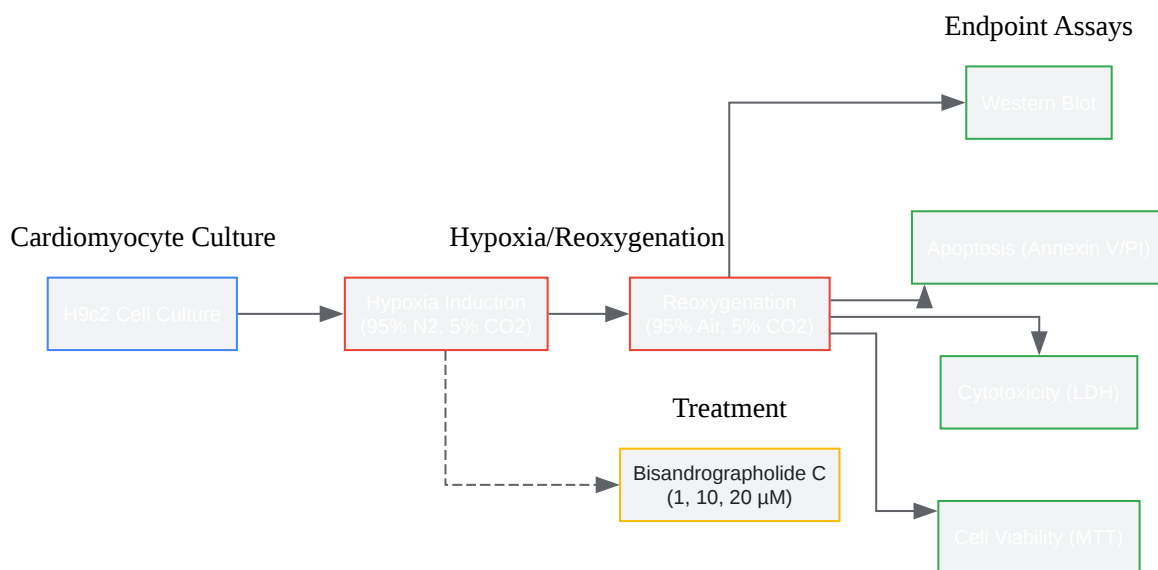 Endpoint Assays
Western Blot
Cardiomyocyte Culture
Hypoxia/Reoxygenation
Apoptosis (Annexin V/PI)
H9c2 Cell Culture
Hypoxia Induction
(95% N2, 5% CO2)
Reoxygenation
(95% Air, 5% CO2)
Cytotoxicity (LDH)
Treatment
Bisandrographolide C
(1, 10, 20 µM)
Cell Viability (MTT)